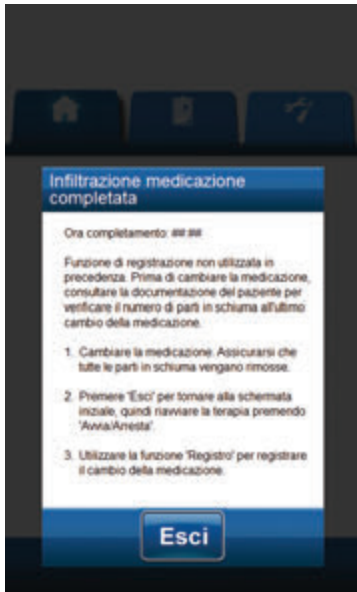 Infiltrazione medicazione
completata
Ora completamento: ##:##
Funzione di registrazione non utilizzata in
precedenza. Prima di cambiare la medicazione,
consultare la documentazione del paziente per
verificare il numero di parti in schiuma all'ultimo
cambio della medicazione.
1. Cambiare la medicazione. Assicurarsi che
tutte le parti in schiuma vengano rimosse.
2. Premere 'Esci' per tornare alla schermata
iniziale, quindi riavviare la terapia premendo
'Avvia/Arresta'.
3. Utilizzare la funzione 'Registro' per registrare
il cambio della medicazione.
Esci